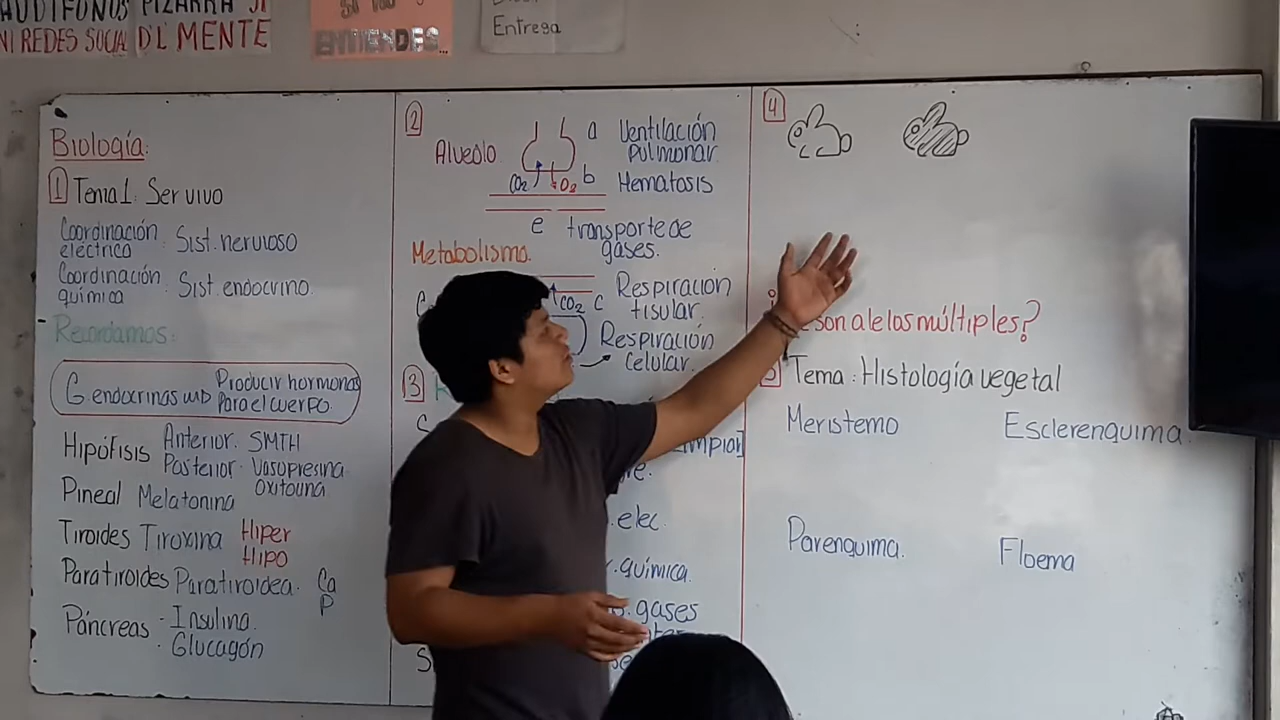 AUDÍFONOS PIZARRA SI
NI REDES SOCIAL D'L MENTE
SI NO
ENTIENDES...
Entrega
Biología:
1 Tema 1: Ser vivo
Coordinación
eléctrica : Sist. nervioso
Coordinación
química : Sist. endocrino
Recordamos:
G. endocrinas
Producir hormonas
Para el cuerpo
Hipófisis Anterior: SMTH
Posterior: Vasopresina
Oxitocina
Pineal Melatonina
Tiroides Tiroxina Hiper
Hipo
Paratiroides Paratiroidea. Ca
P
Páncreas - Insulina.
. Glucagón
2
Alveolo
a Ventilación
pulmonar
CO2 O2 b Hematosis
e transporte de
gases.
Metabolismo.
CO2 c Respiración
tisular.
Respiración
celular.
3
elec.
química.
gases
4
son alelos múltiples?
Tema: Histología vegetal
Meristemo
Esclerenquima.
Parenquima.
Floema